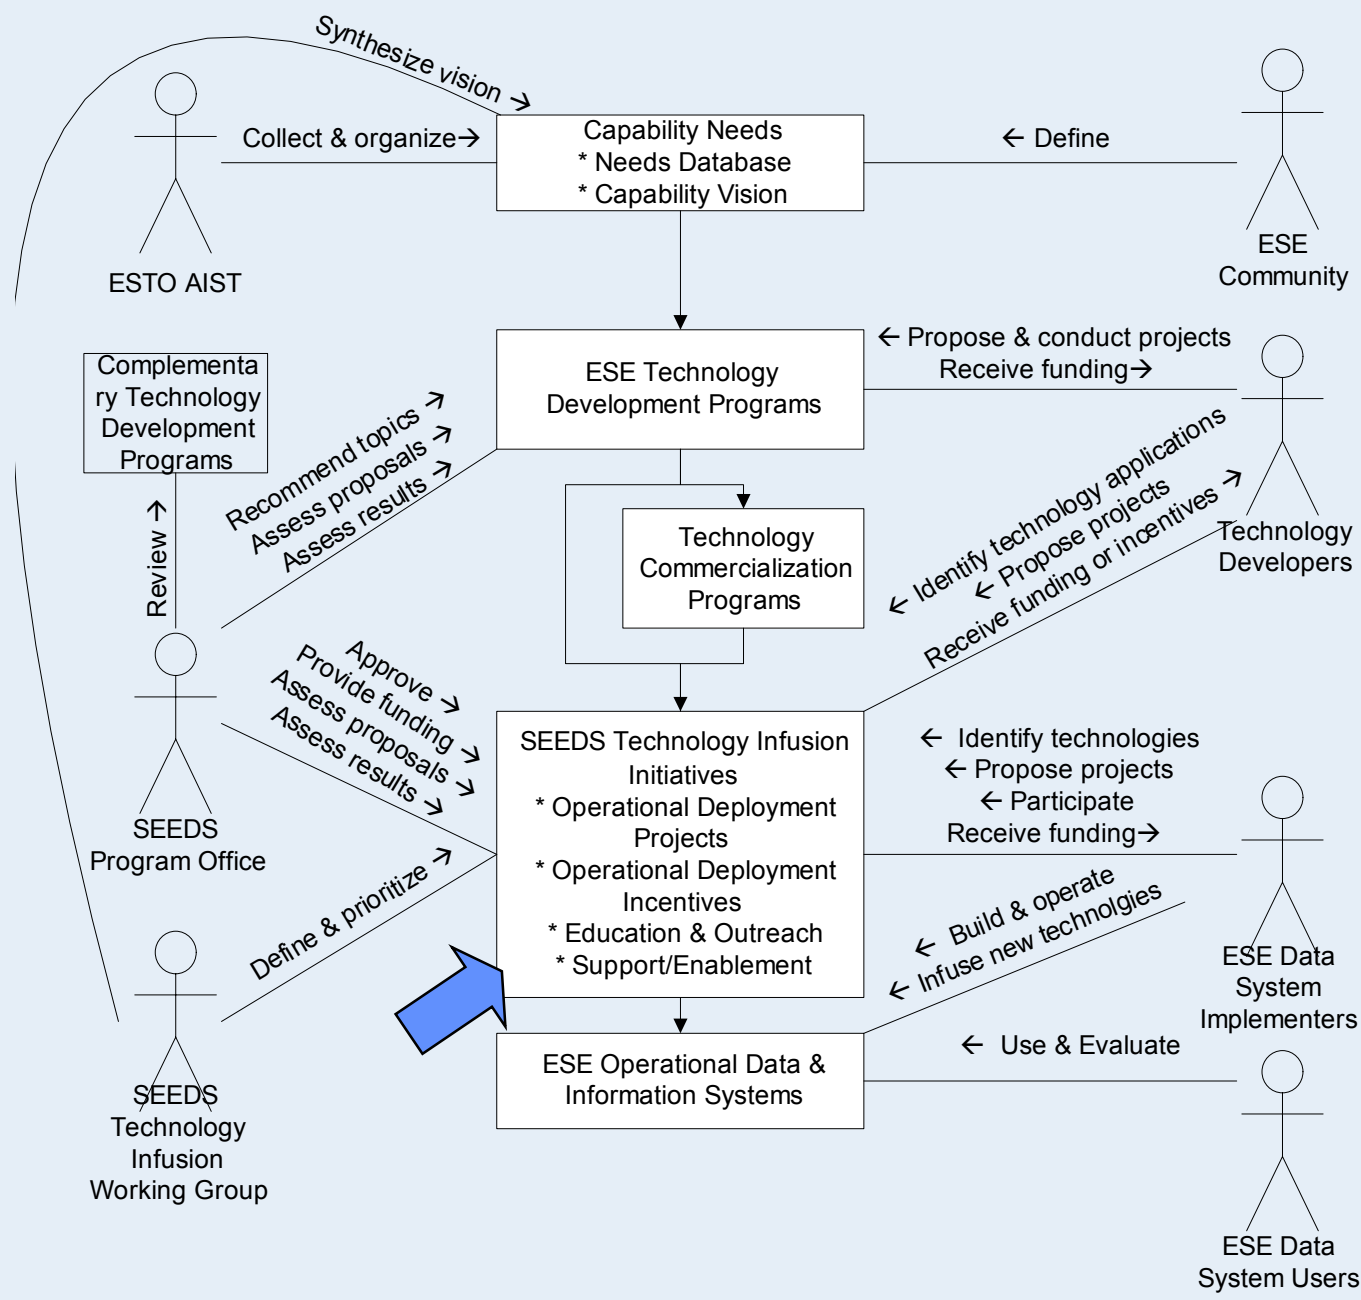 Synthesize vision →
Collect & organize→
Capability Needs
* Needs Database
* Capability Vision
← Define
ESTO AIST
ESE
Community
Complementa
ry Technology
Development
Programs
ESE Technology
Development Programs
← Propose & conduct projects
Receive funding→
Recommend topics →
Assess proposals →
Assess results →
Review →
Technology
Commercialization
Programs
← Identify technology applications
← Propose projects
Receive funding or incentives →
Technology
Developers
SEEDS
Program Office
Approve →
Provide funding →
Assess proposals →
Assess results →
SEEDS Technology Infusion
Initiatives
* Operational Deployment
Projects
* Operational Deployment
Incentives
* Education & Outreach
* Support/Enablement
← Identify technologies
← Propose projects
← Participate
Receive funding→
Define & prioritize →
← Build & operate
← Infuse new technolgies
ESE Data
System
Implementers
SEEDS
Technology
Infusion
Working Group
ESE Operational Data &
Information Systems
← Use & Evaluate
ESE Data
System Users